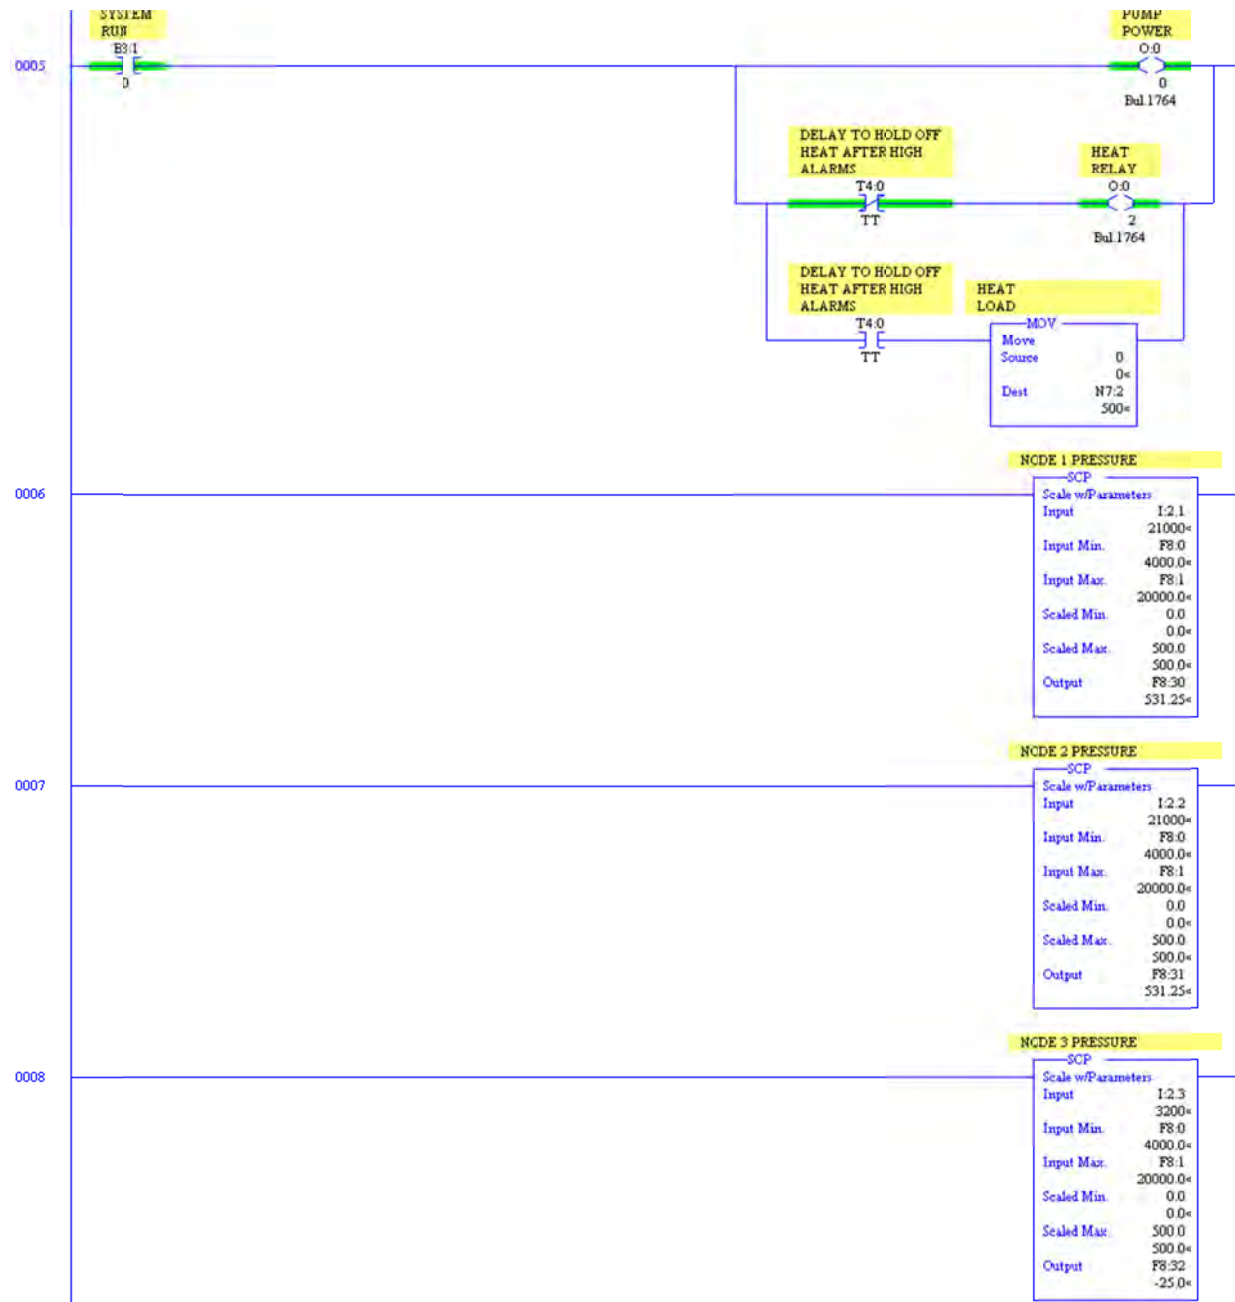 SYSTEM
RUN
B3:1
0
0005
PUMP
POWER
O:0
0
Bul.1764
DELAY TO HOLD OFF
HEAT AFTER HIGH
ALARMS
T4:0
TT
HEAT
RELAY
O:0
2
Bul.1764
DELAY TO HOLD OFF
HEAT AFTER HIGH
ALARMS
T4:0
TT
HEAT
LOAD
MOV
Move
Source 0
0<
Dest N7:2
500<
NODE 1 PRESSURE
0006
SCP
Scale w/Parameters
Input I:2.1
21000<
Input Min. F8:0
4000.0<
Input Max. F8:1
20000.0<
Scaled Min. 0.0
0.0<
Scaled Max. 500.0
500.0<
Output F8:30
531.25<
NODE 2 PRESSURE
0007
SCP
Scale w/Parameters
Input I:2.2
21000<
Input Min. F8:0
4000.0<
Input Max. F8:1
20000.0<
Scaled Min. 0.0
0.0<
Scaled Max. 500.0
500.0<
Output F8:31
531.25<
NODE 3 PRESSURE
0008
SCP
Scale w/Parameters
Input I:2.3
3200<
Input Min. F8:0
4000.0<
Input Max. F8:1
20000.0<
Scaled Min. 0.0
0.0<
Scaled Max. 500.0
500.0<
Output F8:32
-25.0<